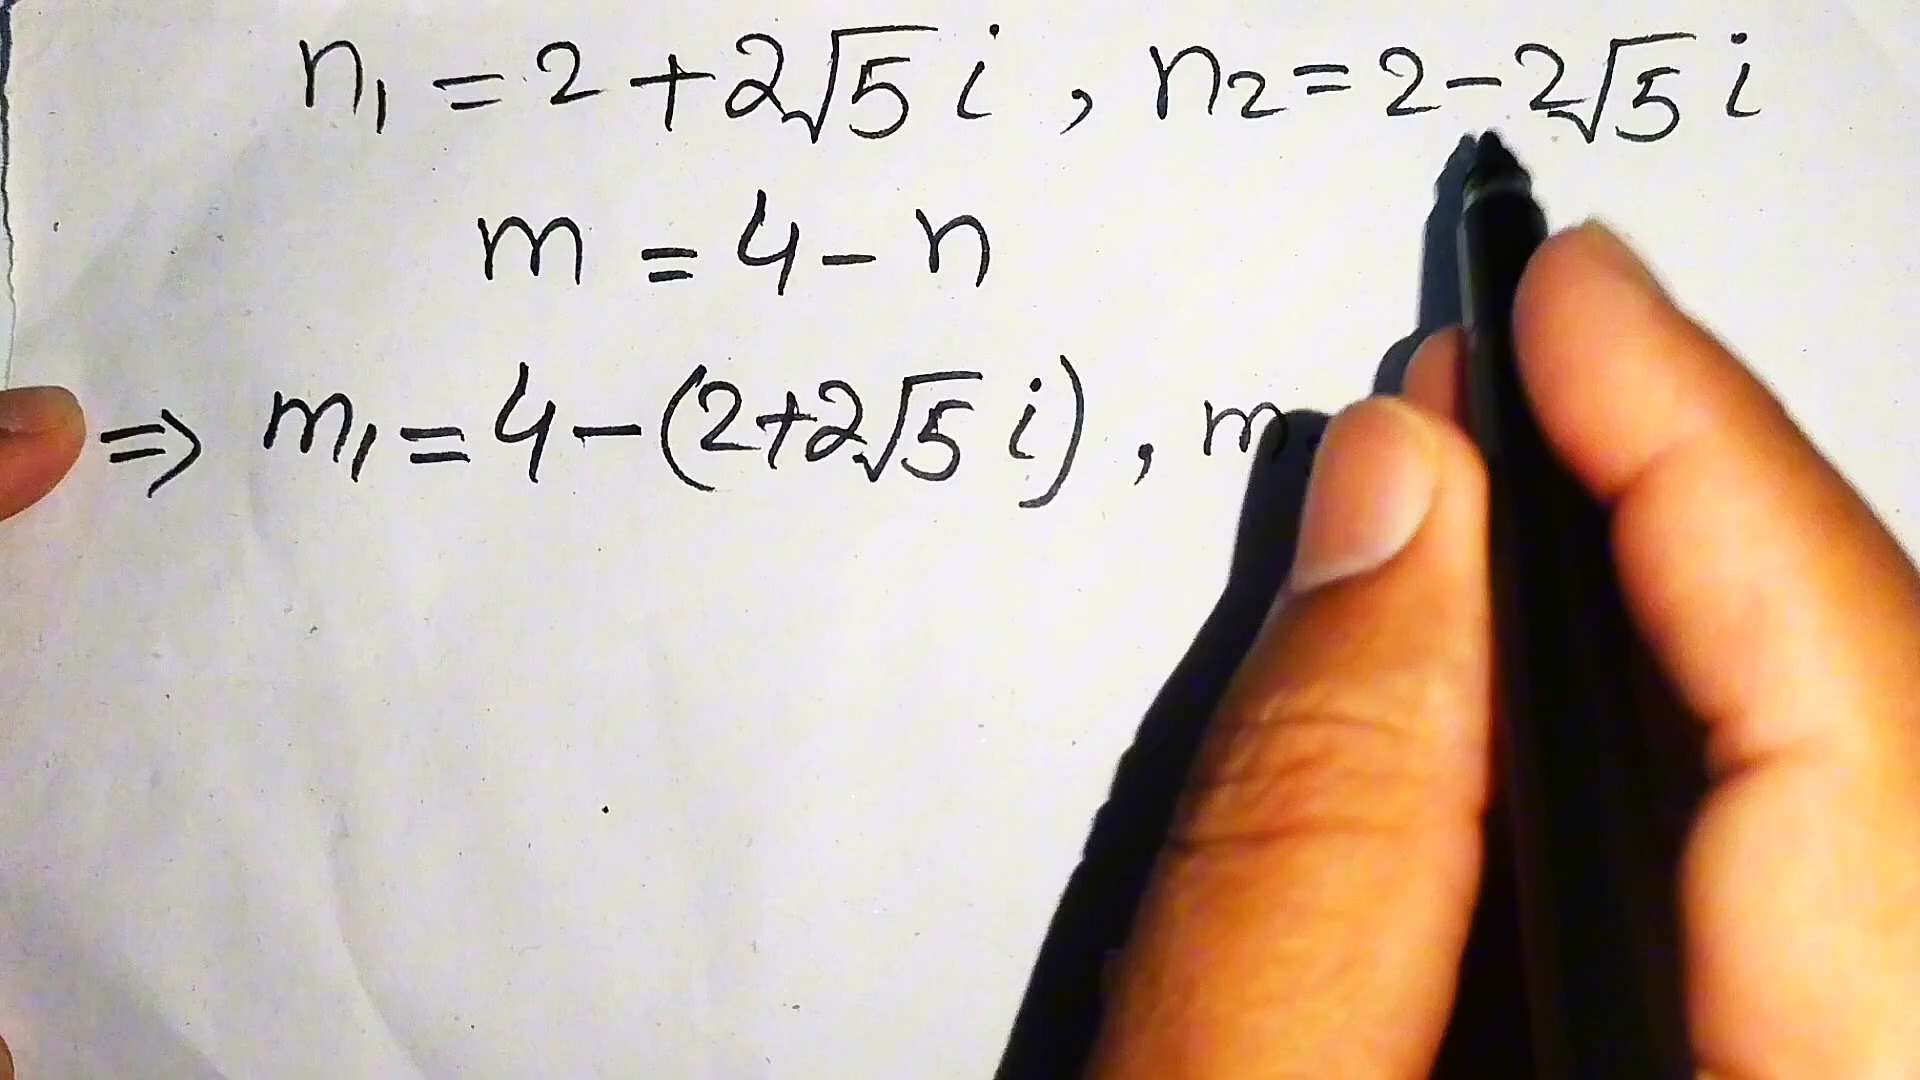 n₁ = 2 + 2√5 i , n₂ = 2 - 2√5 i
m = 4 - n
⇒ m₁ = 4 - (2 + 2√5 i) , m